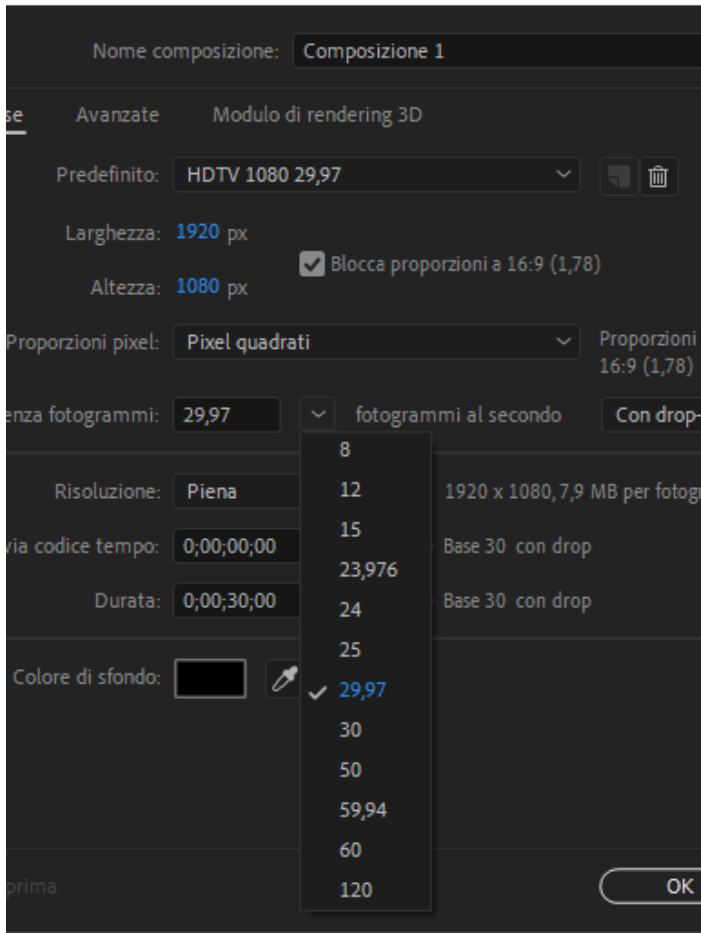 Nome composizione: Composizione 1
se Avanzate Modulo di rendering 3D
Predefinito: HDTV 1080 29,97
Larghezza: 1920 px
Blocca proporzioni a 16:9 (1,78)
Altezza: 1080 px
Proporzioni pixel: Pixel quadrati Proporzioni
16:9 (1,78)
enza fotogrammi: 29,97 fotogrammi al secondo Con drop-
8
Risoluzione: Piena 12 1920 x 1080, 7,9 MB per fotogr
15
via codice tempo: 0;00;00;00 Base 30 con drop
23,976
Durata: 0;00;30;00 24 Base 30 con drop
25
Colore di sfondo: 29,97
30
50
59,94
60
prima 120 OK